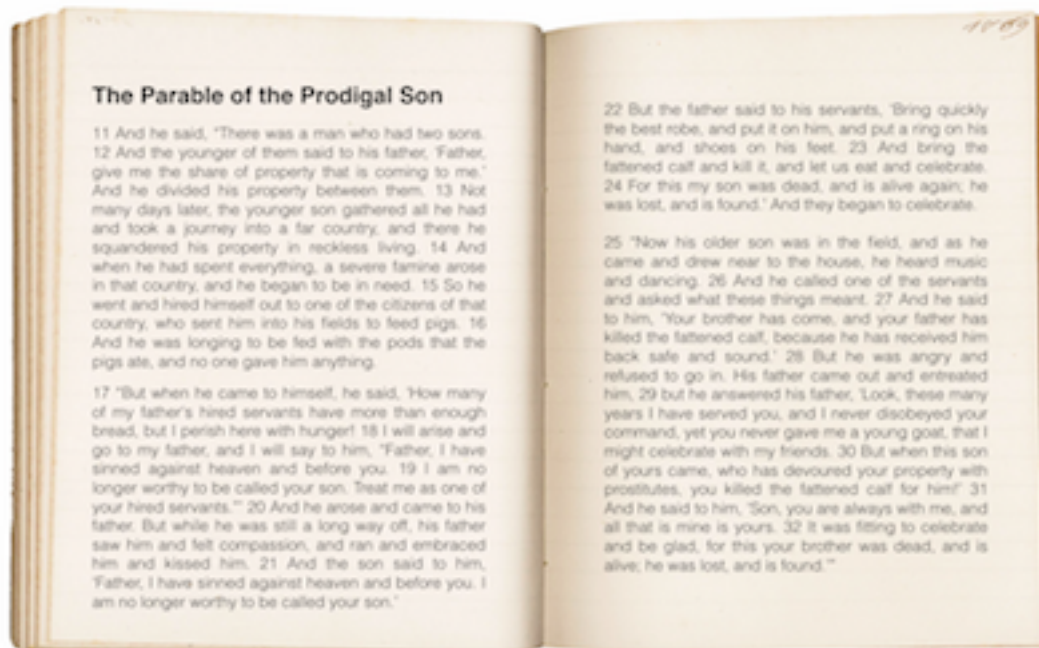 The Parable of the Prodigal Son
11 And he said, "There was a man who had two sons.
12 And the younger of them said to his father, 'Father,
give me the share of property that is coming to me.'
And he divided his property between them. 13 Not
many days later, the younger son gathered all he had
and took a journey into a far country, and there he
squandered his property in reckless living. 14 And
when he had spent everything, a severe famine arose
in that country, and he began to be in need. 15 So he
went and hired himself out to one of the citizens of that
country, who sent him into his fields to feed pigs. 16
And he was longing to be fed with the pods that the
pigs ate, and no one gave him anything.
17 "But when he came to himself, he said, 'How many
of my father's hired servants have more than enough
bread, but I perish here with hunger! 18 I will arise and
go to my father, and I will say to him, "Father, I have
sinned against heaven and before you. 19 I am no
longer worthy to be called your son. Treat me as one of
your hired servants."' 20 And he arose and came to his
father. But while he was still a long way off, his father
saw him and felt compassion, and ran and embraced
him and kissed him. 21 And the son said to him,
'Father, I have sinned against heaven and before you. I
am no longer worthy to be called your son.'
22 But the father said to his servants, 'Bring quickly
the best robe, and put it on him, and put a ring on his
hand, and shoes on his feet. 23 And bring the
fattened calf and kill it, and let us eat and celebrate.
24 For this my son was dead, and is alive again; he
was lost, and is found.' And they began to celebrate.
25 "Now his older son was in the field, and as he
came and drew near to the house, he heard music
and dancing. 26 And he called one of the servants
and asked what these things meant. 27 And he said
to him, 'Your brother has come, and your father has
killed the fattened calf, because he has received him
back safe and sound.' 28 But he was angry and
refused to go in. His father came out and entreated
him, 29 but he answered his father, 'Look, these many
years I have served you, and I never disobeyed your
command, yet you never gave me a young goat, that I
might celebrate with my friends. 30 But when this son
of yours came, who has devoured your property with
prostitutes, you killed the fattened calf for him!' 31
And he said to him, 'Son, you are always with me, and
all that is mine is yours. 32 It was fitting to celebrate
and be glad, for this your brother was dead, and is
alive; he was lost, and is found.'"